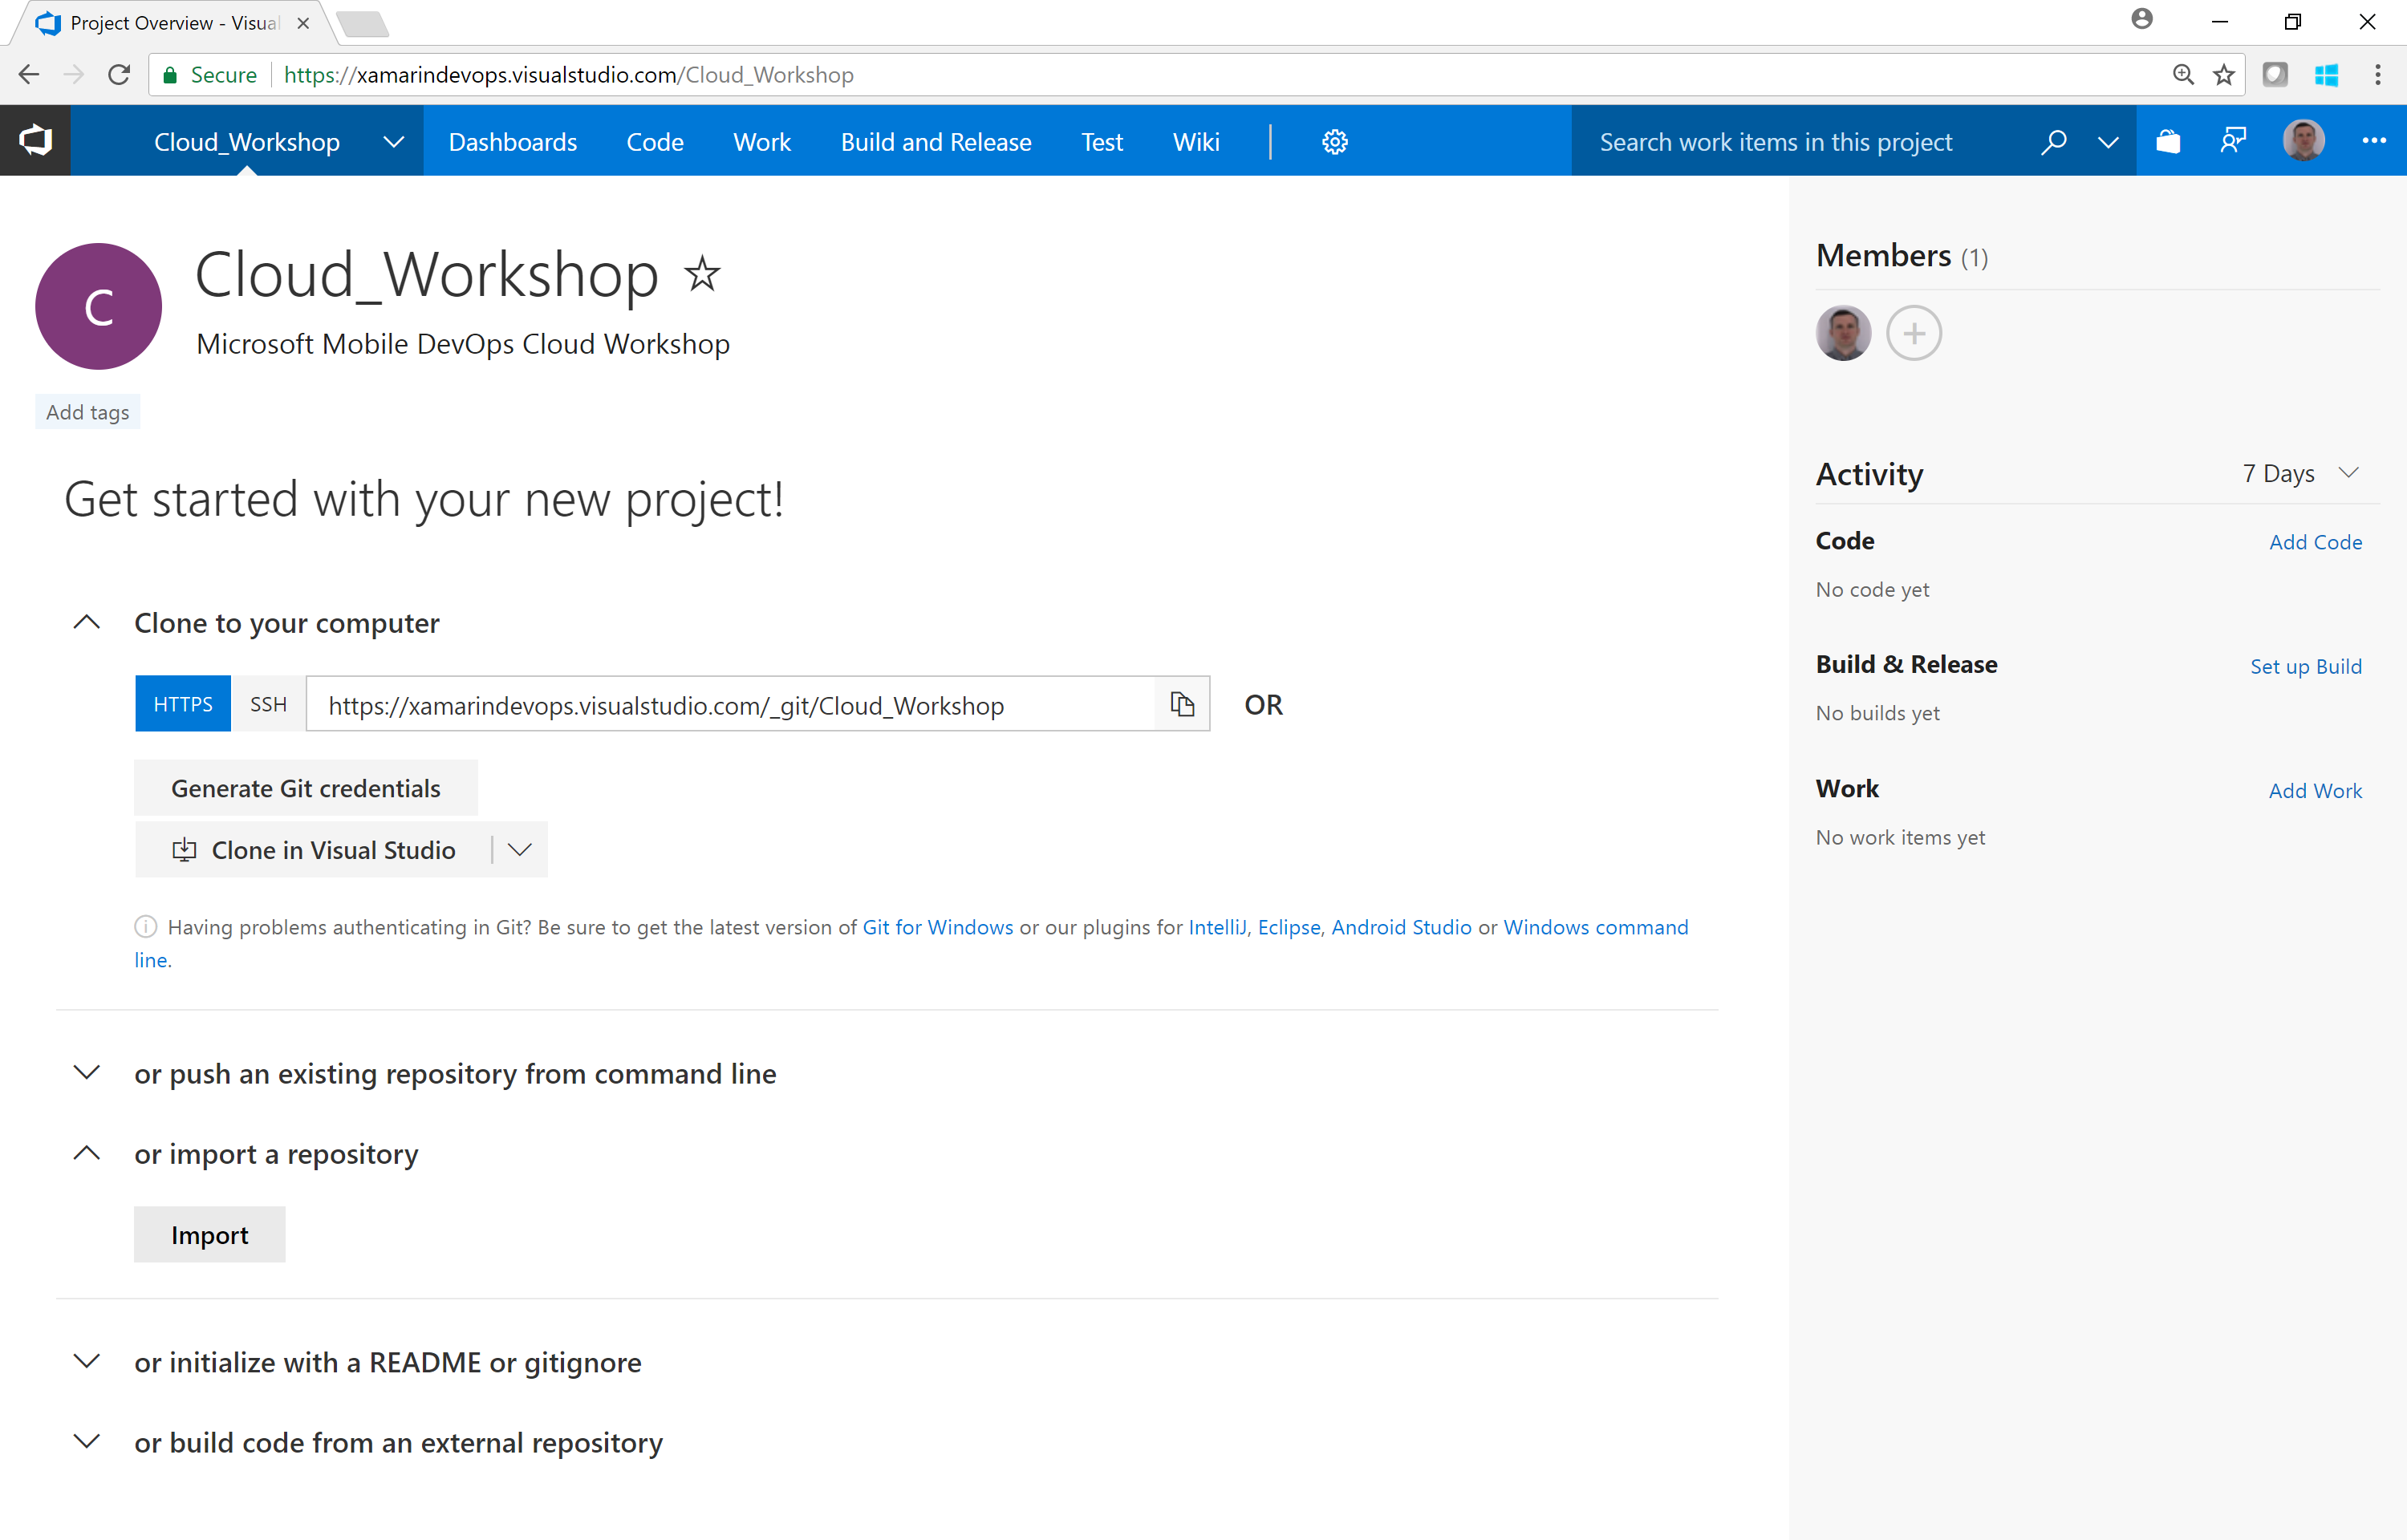 Project Overview - Visual
Secure
https://xamarindevops.visualstudio.com/Cloud_Workshop
Cloud_Workshop
Dashboards
Code
Work
Build and Release
Test
Wiki
Search work items in this project
C
Cloud_Workshop
Microsoft Mobile DevOps Cloud Workshop
Add tags
Get started with your new project!
Clone to your computer
HTTPS
SSH
https://xamarindevops.visualstudio.com/_git/Cloud_Workshop
OR
Generate Git credentials
Clone in Visual Studio
Having problems authenticating in Git? Be sure to get the latest version of Git for Windows or our plugins for IntelliJ, Eclipse, Android Studio or Windows command
line.
or push an existing repository from command line
or import a repository
Import
or initialize with a README or gitignore
or build code from an external repository
Members (1)
Activity
7 Days
Code
Add Code
No code yet
Build & Release
Set up Build
No builds yet
Work
Add Work
No work items yet